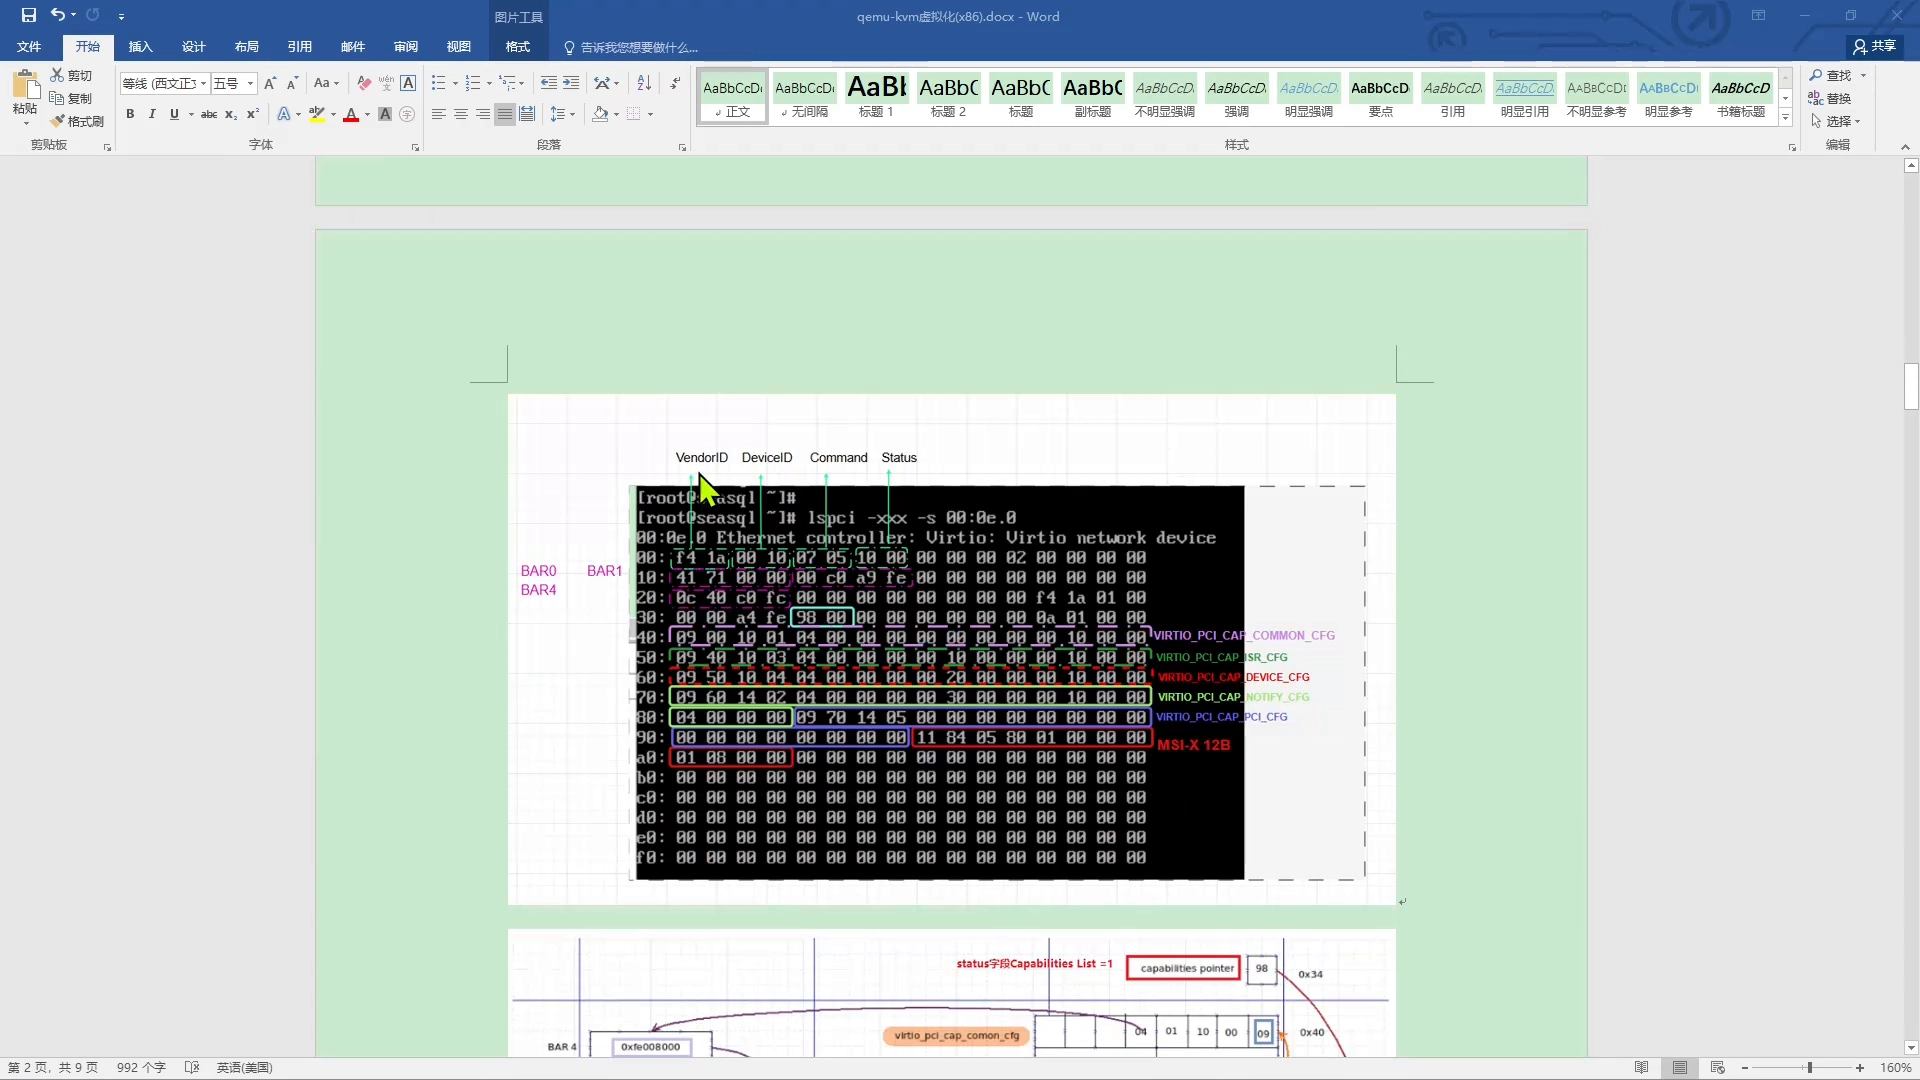 图片工具
qemu-kvm虚拟化(x86).docx - Word
文件 开始 插入 设计 布局 引用 邮件 审阅 视图 格式 告诉我您想要做什么... 共享
粘贴 剪切 复制 格式刷
等线 (西文正 五号
AaBbCcDc AaBbCcDc AaBb AaBbC AaBbC AaBbC AaBbCcD. AaBbCcD. AaBbCcD. AaBbCcD AaBbCcD. AaBbCcD. AABBCCDI AABBCCDI AaBbCcD
正文 无间隔 标题 1 标题 2 标题 副标题 不明显强调 强调 明显强调 要点 引用 明显引用 不明显参考 明显参考 书籍标题
查找
替换
选择
剪贴板 字体 段落 样式 编辑
VendorID DeviceID Command Status
[root@seasql ~]#
[root@seasql ~]# lspci -xxx -s 00:0e.0
00:0e.0 Ethernet controller: Virtio: Virtio network device
00: f4 1a 00 10 07 05 10 00 00 00 00 02 00 00 00 00
BAR0 BAR1
10: 41 71 00 00 00 c0 a9 fe 00 00 00 00 00 00 00 00
BAR4
20: 0c 40 c0 fc 00 00 00 00 00 00 00 00 f4 1a 01 00
30: 00 00 a4 fe 98 00 00 00 00 00 00 00 0a 01 00 00
40: 09 00 10 01 04 00 00 00 00 00 00 00 00 10 00 00 VIRTIO_PCI_CAP_COMMON_CFG
50: 09 40 10 03 04 00 00 00 00 10 00 00 00 10 00 00 VIRTIO_PCI_CAP_ISR_CFG
60: 09 50 10 04 04 00 00 00 00 20 00 00 00 10 00 00 VIRTIO_PCI_CAP_DEVICE_CFG
70: 09 60 14 02 04 00 00 00 00 30 00 00 00 10 00 00 VIRTIO_PCI_CAP_NOTIFY_CFG
80: 04 00 00 00 09 70 14 05 00 00 00 00 00 00 00 00 VIRTIO_PCI_CAP_PCI_CFG
90: 00 00 00 00 00 00 00 00 11 84 05 80 01 00 00 00 MSI-X 12B
a0: 01 08 00 00 00 00 00 00 00 00 00 00 00 00 00 00
b0: 00 00 00 00 00 00 00 00 00 00 00 00 00 00 00 00
c0: 00 00 00 00 00 00 00 00 00 00 00 00 00 00 00 00
d0: 00 00 00 00 00 00 00 00 00 00 00 00 00 00 00 00
e0: 00 00 00 00 00 00 00 00 00 00 00 00 00 00 00 00
f0: 00 00 00 00 00 00 00 00 00 00 00 00 00 00 00 00
status字段Capabilities List =1 capabilities pointer 98 0x34
virtio_pci_cap_comon_cfg 04 01 10 00 09 0x40
BAR 4 0xfe008000
第 2 页，共 9 页 992 个字 英语(美国) 160%